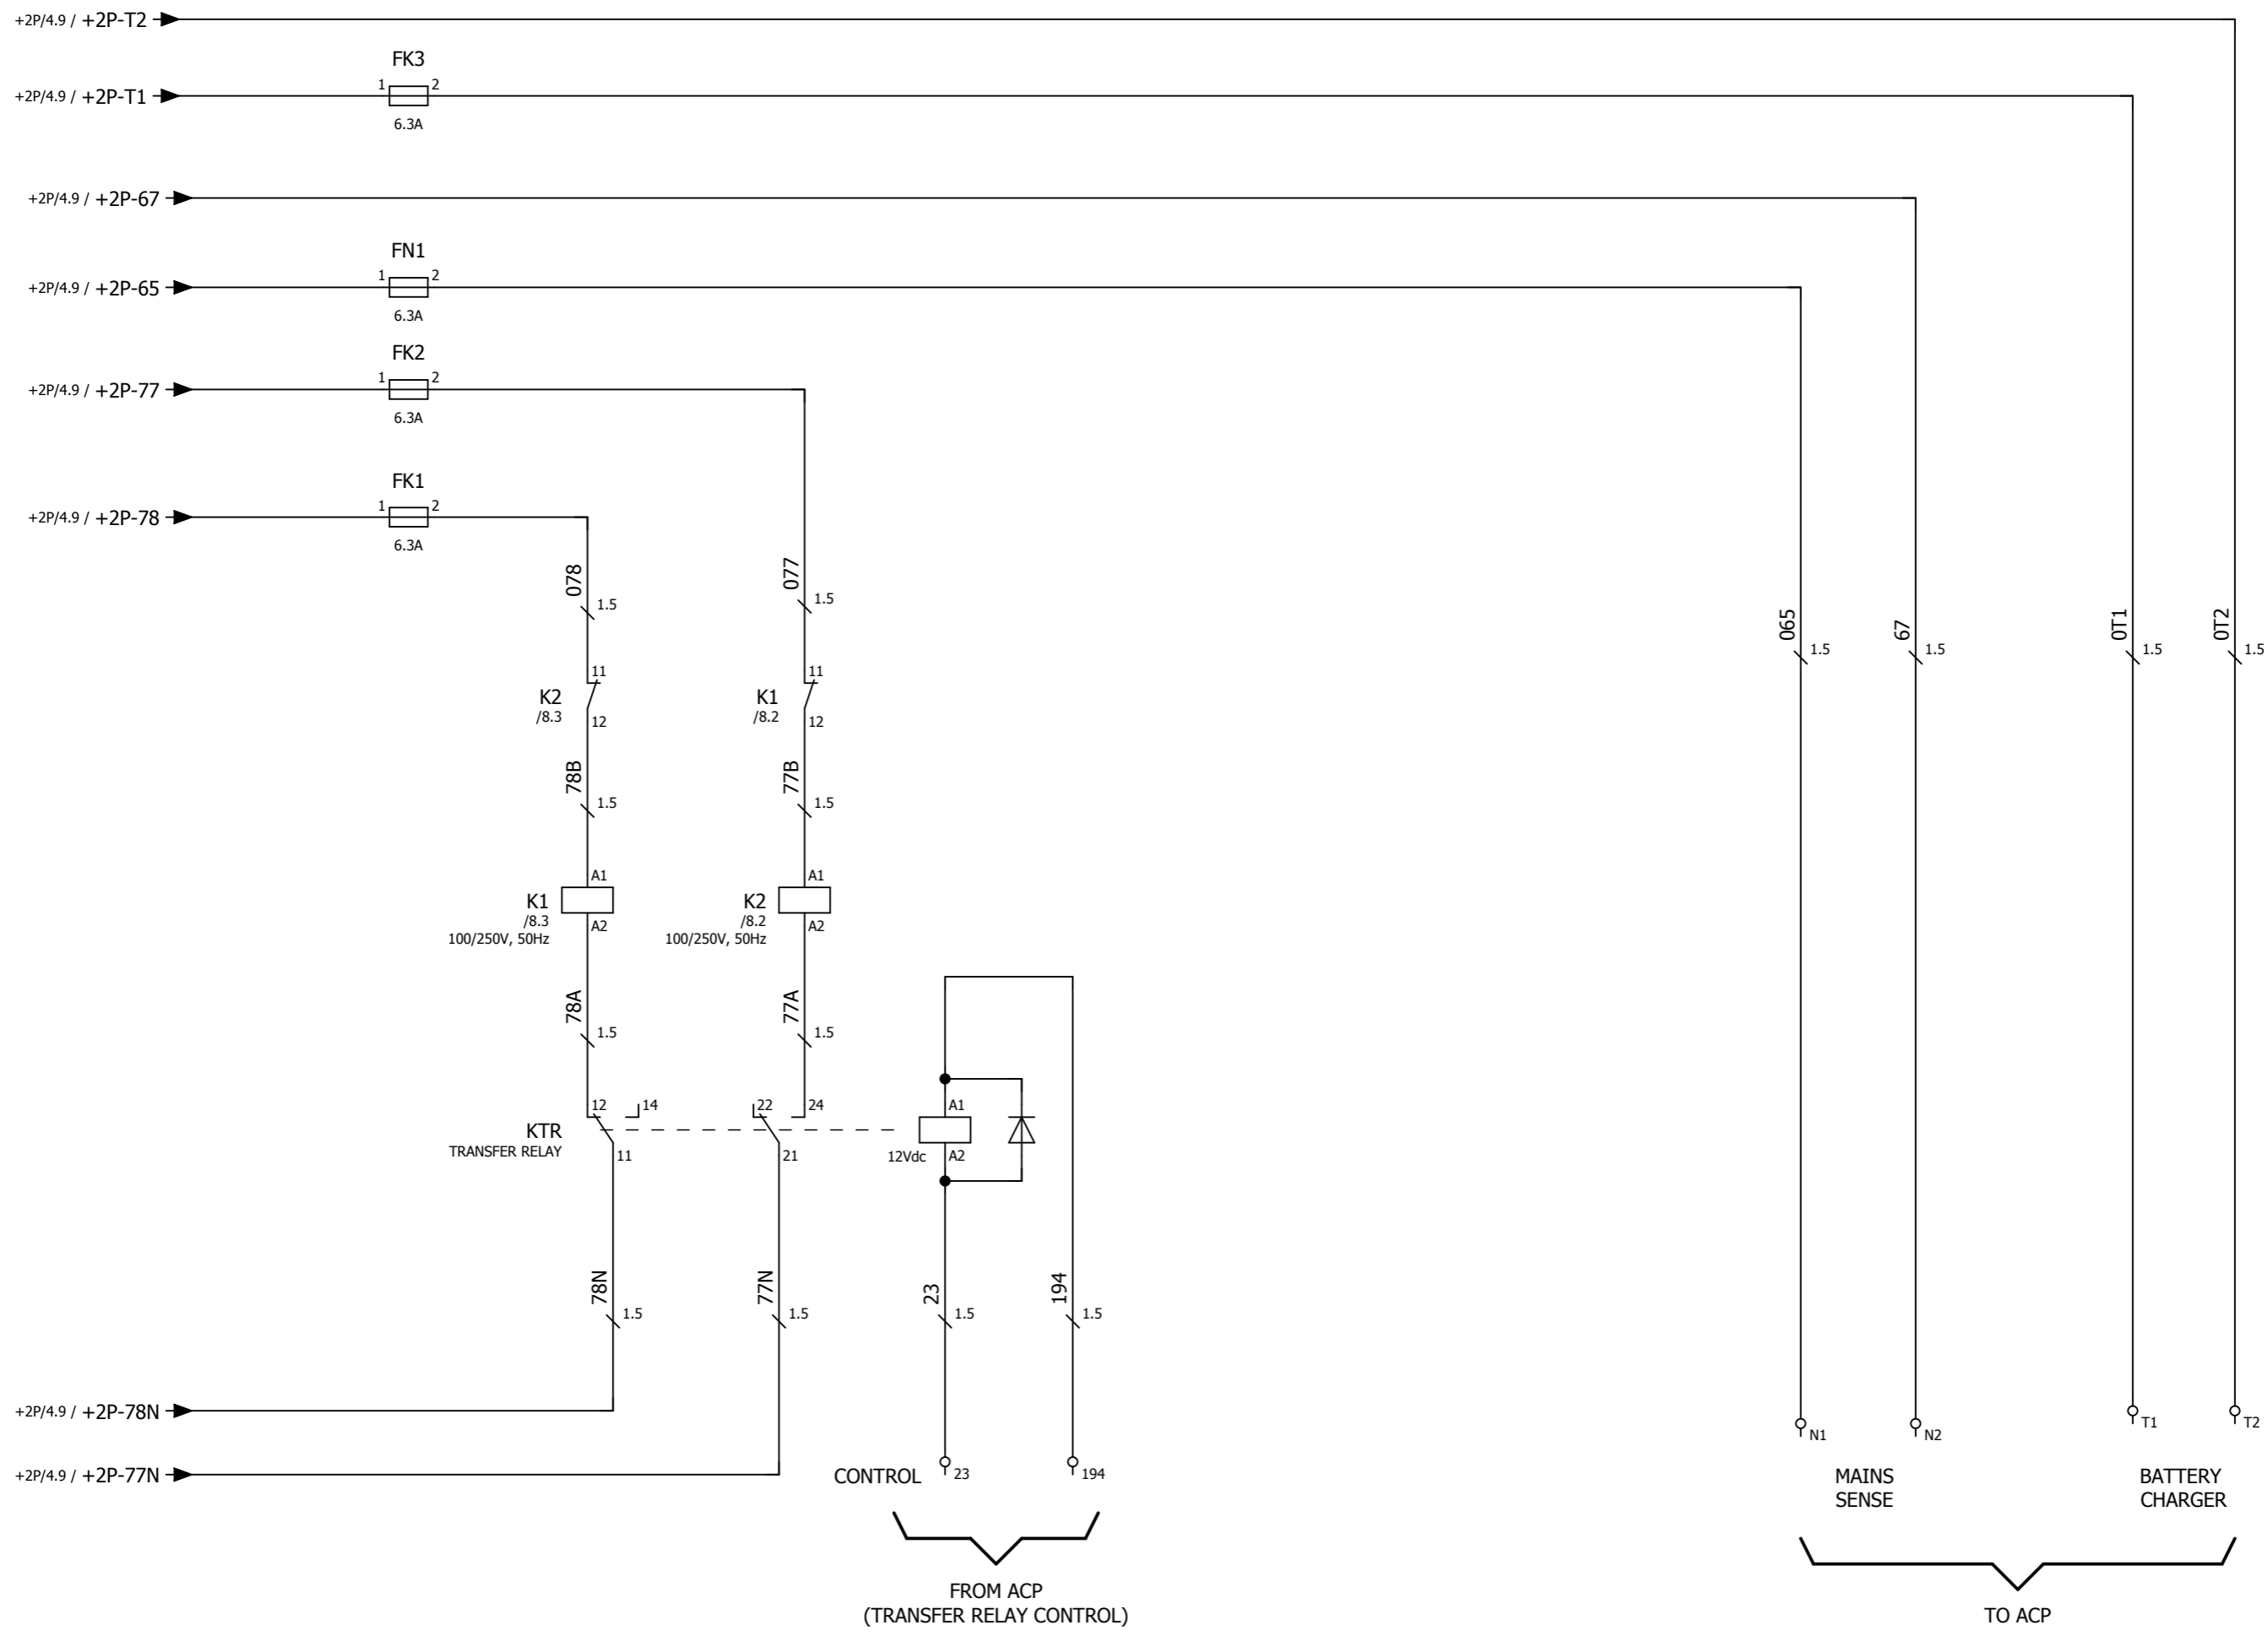 +2P/4.9 / +2P-T2
FK3
1 2
+2P/4.9 / +2P-T1
6.3A
+2P/4.9 / +2P-67
FN1
1 2
+2P/4.9 / +2P-65
6.3A
FK2
1 2
+2P/4.9 / +2P-77
6.3A
FK1
1 2
+2P/4.9 / +2P-78
6.3A
078
1.5
077
1.5
065
1.5
67
1.5
0T1
1.5
0T2
1.5
11
K2
/8.3
12
11
K1
/8.2
12
78B
1.5
77B
1.5
A1
K1
/8.3
A2
100/250V, 50Hz
A1
K2
/8.2
A2
100/250V, 50Hz
78A
1.5
77A
1.5
12 14
22 24
A1
KTR
TRANSFER RELAY
11
21
12Vdc
A2
78N
1.5
77N
1.5
23
1.5
194
1.5
+2P/4.9 / +2P-78N
+2P/4.9 / +2P-77N
CONTROL
23
194
N1
N2
T1
T2
MAINS
SENSE
BATTERY
CHARGER
FROM ACP
(TRANSFER RELAY CONTROL)
TO ACP